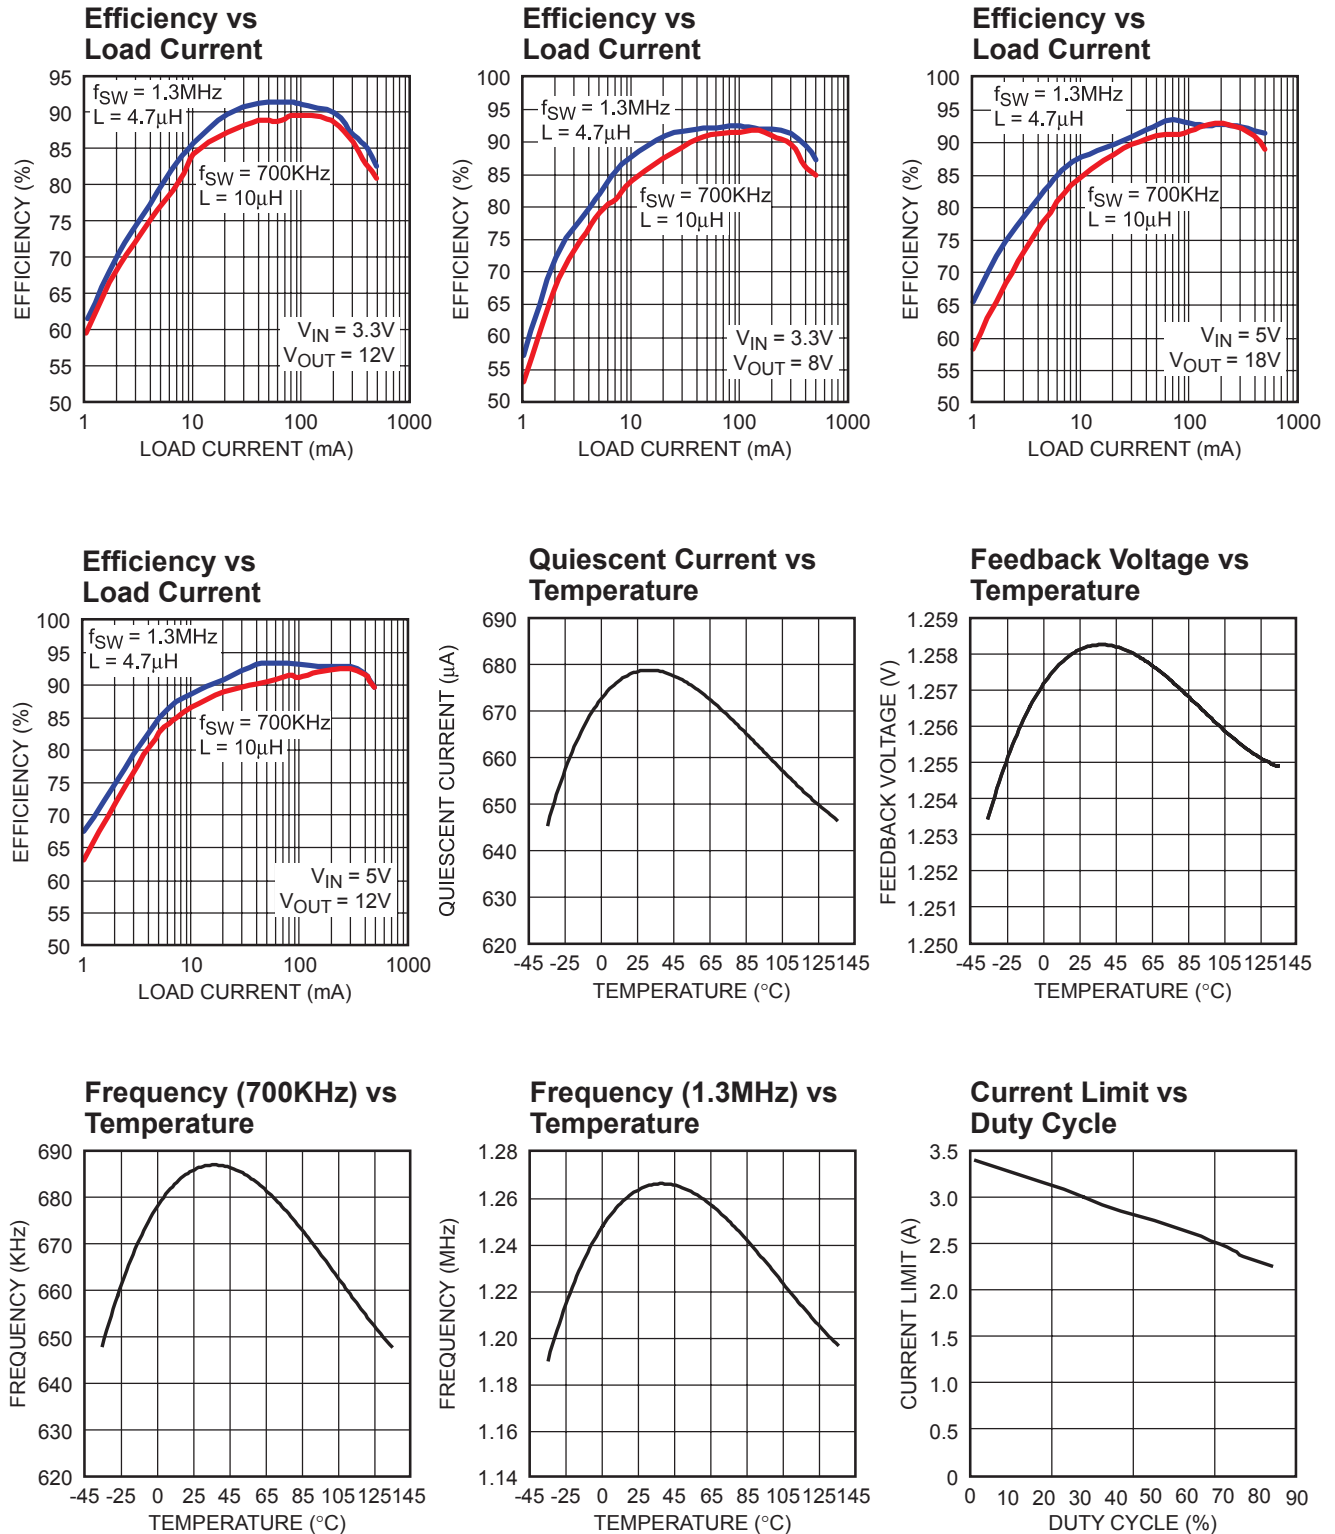 Efficiency vs
Load Current
95
90
85
80
75
70
65
60
55
50
EFFICIENCY (%)
fSW = 1.3MHz
L = 4.7μH
fSW = 700KHz
L = 10μH
VIN = 3.3V
VOUT = 12V
1 10 100 1000
LOAD CURRENT (mA)
Efficiency vs
Load Current
100
95
90
85
80
75
70
65
60
55
50
EFFICIENCY (%)
fSW = 1.3MHz
L = 4.7μH
fSW = 700KHz
L = 10μH
VIN = 3.3V
VOUT = 8V
1 10 100 1000
LOAD CURRENT (mA)
Efficiency vs
Load Current
100
95
90
85
80
75
70
65
60
55
50
EFFICIENCY (%)
fSW = 1.3MHz
L = 4.7μH
fSW = 700KHz
L = 10μH
VIN = 5V
VOUT = 18V
1 10 100 1000
LOAD CURRENT (mA)
Efficiency vs
Load Current
100
95
90
85
80
75
70
65
60
55
50
EFFICIENCY (%)
fSW = 1.3MHz
L = 4.7μH
fSW = 700KHz
L = 10μH
VIN = 5V
VOUT = 12V
1 10 100 1000
LOAD CURRENT (mA)
Quiescent Current vs
Temperature
690
680
670
660
650
640
630
620
QUIESCENT CURRENT (μA)
-45 -25 0 25 45 65 85 105 125 145
TEMPERATURE (°C)
Feedback Voltage vs
Temperature
1.259
1.258
1.257
1.256
1.255
1.254
1.253
1.252
1.251
1.250
FEEDBACK VOLTAGE (V)
-45 -25 0 25 45 65 85 105 125 145
TEMPERATURE (°C)
Frequency (700KHz) vs
Temperature
690
680
670
660
650
640
630
620
FREQUENCY (KHz)
-45 -25 0 25 45 65 85 105 125 145
TEMPERATURE (°C)
Frequency (1.3MHz) vs
Temperature
1.28
1.26
1.24
1.22
1.20
1.18
1.16
1.14
FREQUENCY (MHz)
-45 -25 0 25 45 65 85 105 125 145
TEMPERATURE (°C)
Current Limit vs
Duty Cycle
3.5
3.0
2.5
2.0
1.5
1.0
0.5
0
CURRENT LIMIT (A)
0 10 20 30 40 50 60 70 80 90
DUTY CYCLE (%)